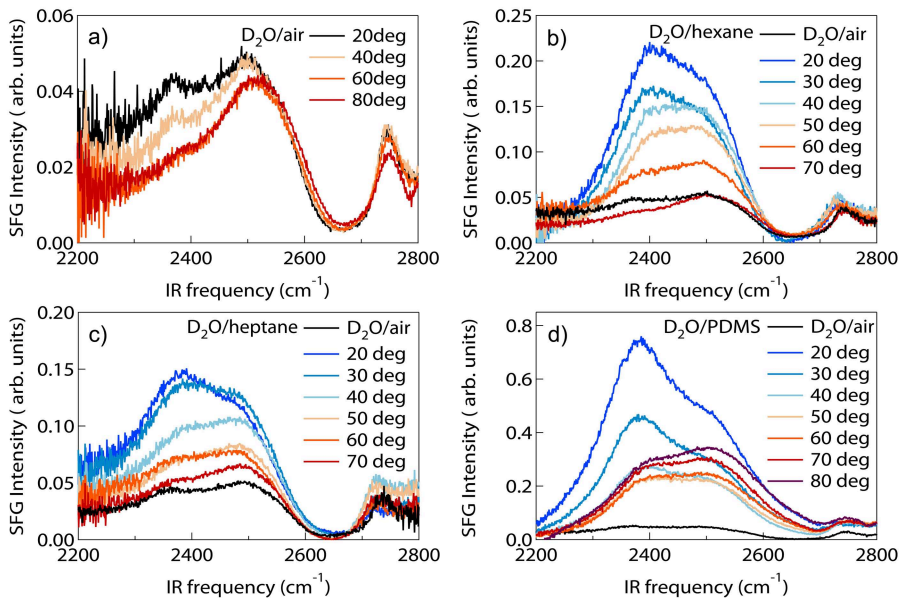 a)
D₂O/air
20deg
40deg
60deg
80deg
SFG Intensity ( arb. units)
0.06
0.04
0.02
0.00
2200
2400
2600
2800
IR frequency (cm⁻¹)
b)
D₂O/hexane
D₂O/air
20 deg
30 deg
40 deg
50 deg
60 deg
70 deg
SFG Intensity ( arb. units)
0.25
0.20
0.15
0.10
0.05
0.00
2200
2400
2600
2800
IR frequency (cm⁻¹)
c)
D₂O/heptane
D₂O/air
20 deg
30 deg
40 deg
50 deg
60 deg
70 deg
SFG Intensity ( arb. units)
0.20
0.15
0.10
0.05
0.00
2200
2400
2600
2800
IR frequency (cm⁻¹)
d)
D₂O/PDMS
D₂O/air
20 deg
30 deg
40 deg
50 deg
60 deg
70 deg
80 deg
SFG Intensity ( arb. units)
0.8
0.6
0.4
0.2
0.0
2200
2400
2600
2800
IR frequency (cm⁻¹)